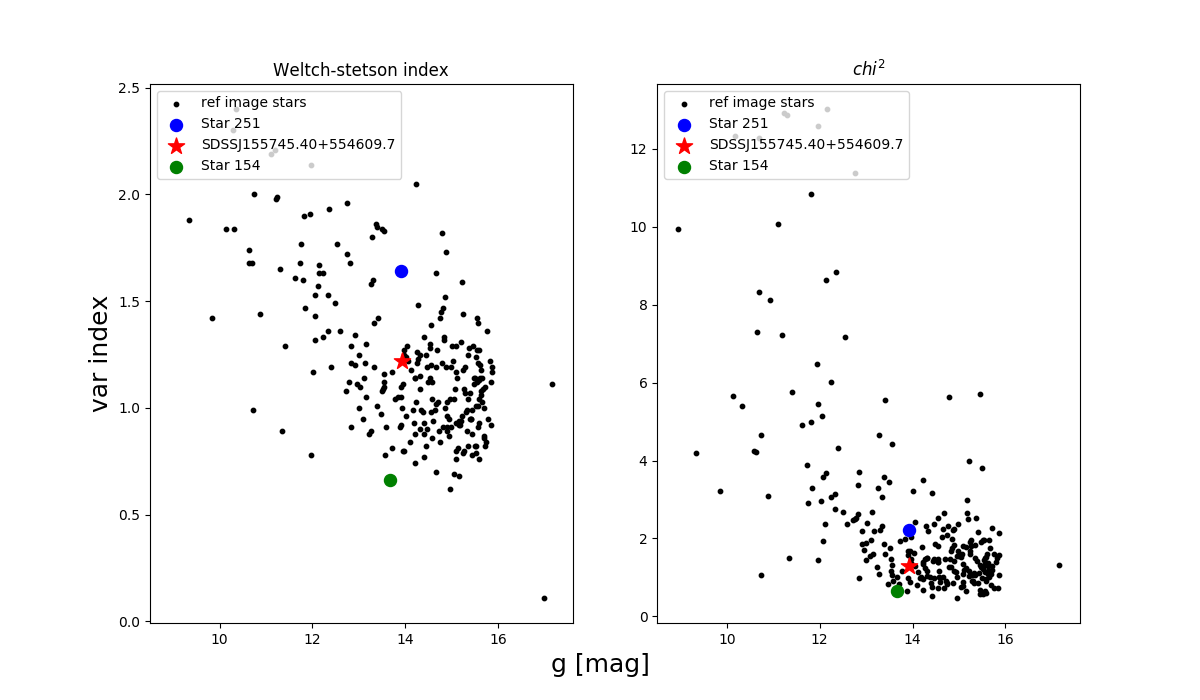 Weltch-stetson index
chi²
2.5
2.0
1.5
1.0
0.5
0.0
ref image stars
Star 251
SDSSJ155745.40+554609.7
Star 154
12
10
8
6
4
2
0
ref image stars
Star 251
SDSSJ155745.40+554609.7
Star 154
var index
10 12 14 16
10 12 14 16
g [mag]